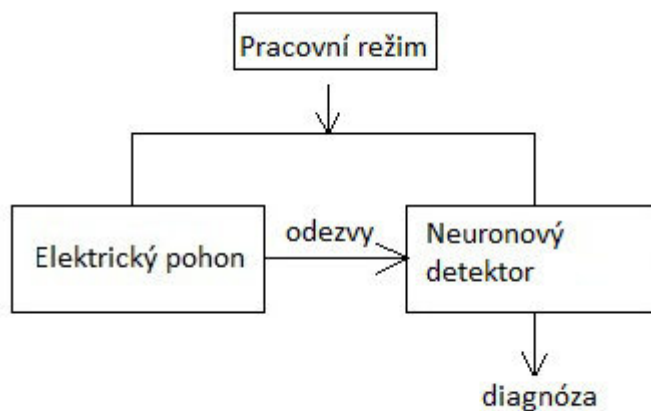 Pracovní režim
odezvy
Elektrický pohon
Neuronový
detektor
diagnóza